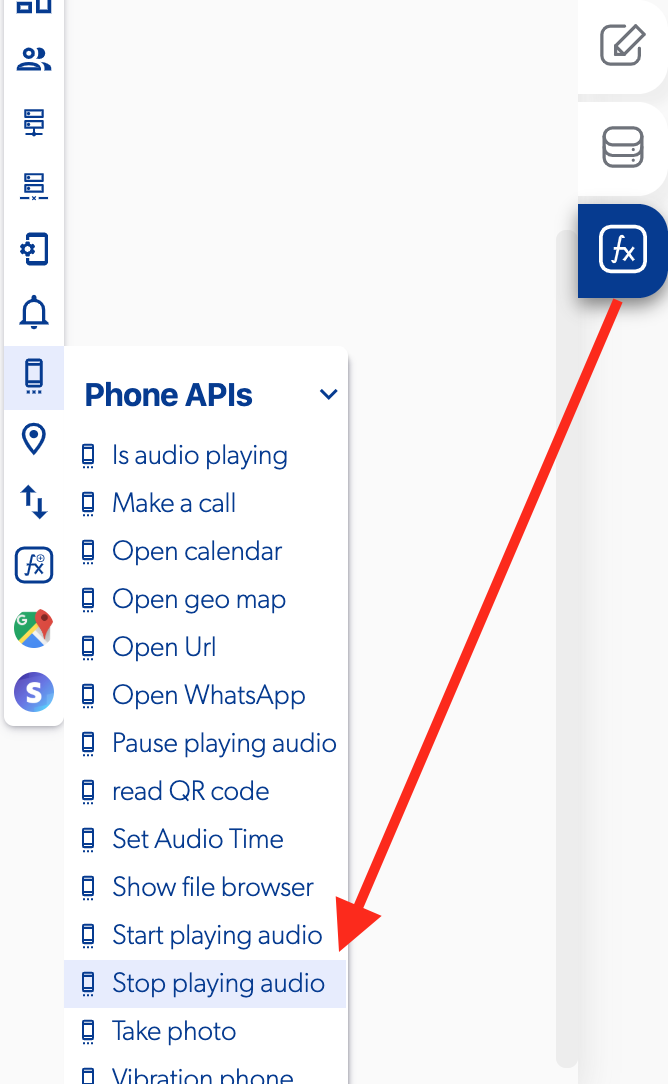 fx
Phone APIs
Is audio playing
Make a call
Open calendar
Open geo map
Open Url
Open WhatsApp
Pause playing audio
read QR code
Set Audio Time
Show file browser
Start playing audio
Stop playing audio
Take photo
Vibration phone
fx
G
S